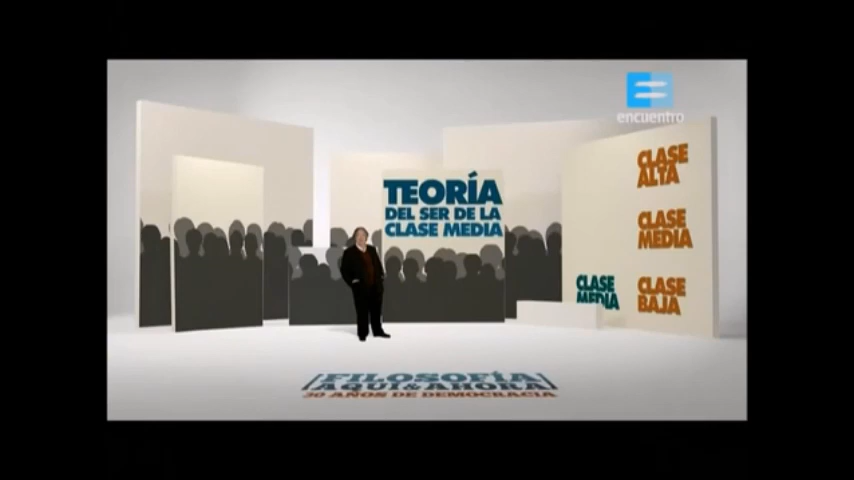 encuentro
TEORÍA
DEL SER DE LA
CLASE MEDIA
CLASE
ALTA
CLASE
MEDIA
CLASE
MEDIA
CLASE
BAJA
[FILOSOFÍA
AQUÍ&AHORA]
30 AÑOS DE DEMOCRACIA